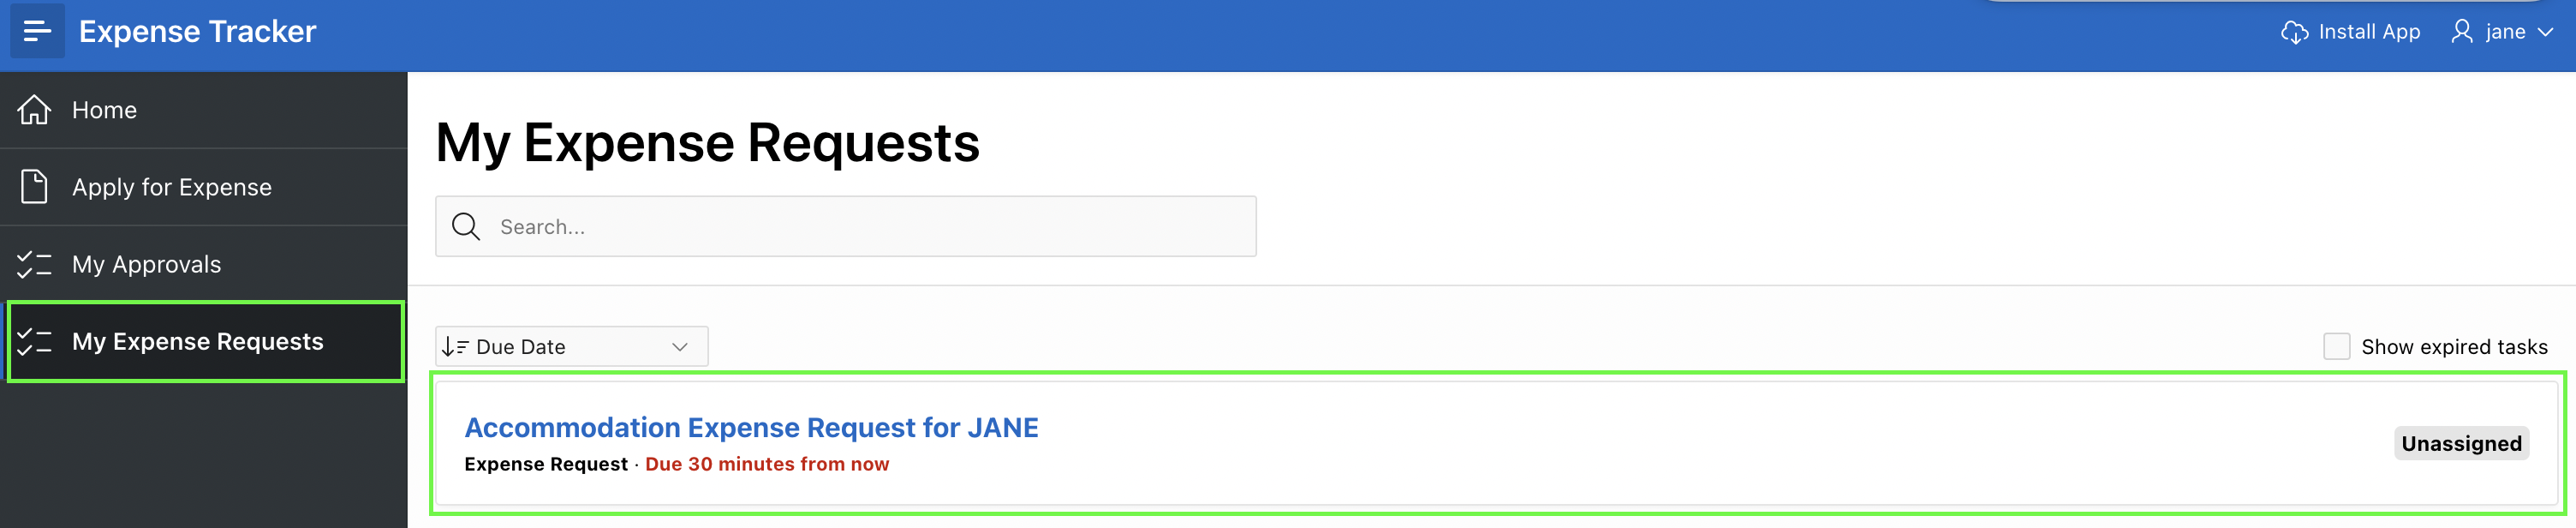 Expense Tracker
Install App
jane
Home
Apply for Expense
My Approvals
My Expense Requests
My Expense Requests
Search...
Due Date
Show expired tasks
Accommodation Expense Request for JANE
Expense Request · Due 30 minutes from now
Unassigned